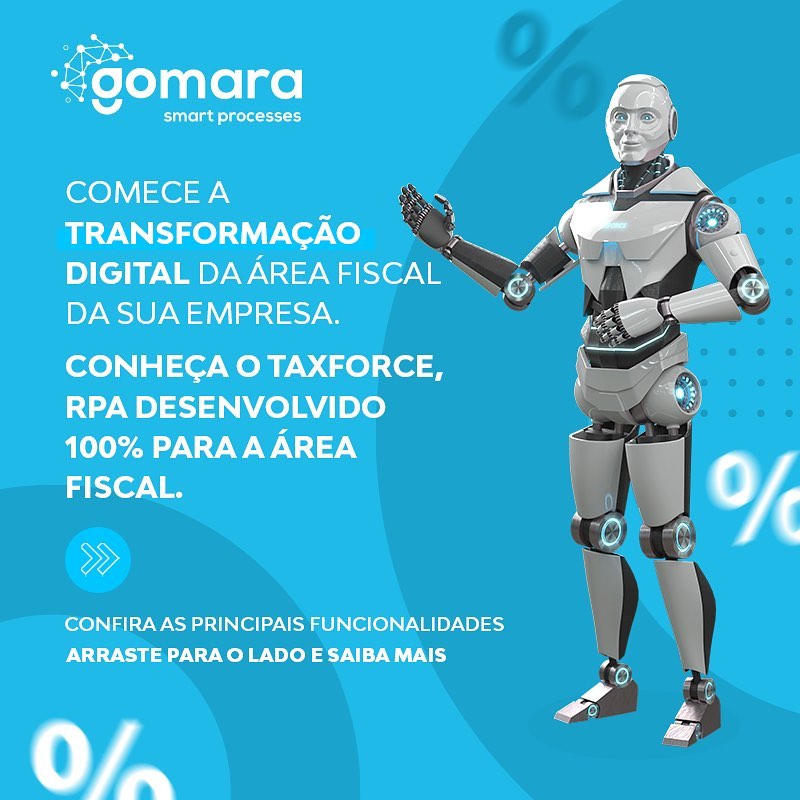 gomara
smart processes
COMECE A
TRANSFORMAÇÃO
DIGITAL DA ÁREA FISCAL
DA SUA EMPRESA.
CONHEÇA O TAXFORCE,
RPA DESENVOLVIDO
100% PARA A ÁREA
FISCAL.
CONFIRA AS PRINCIPAIS FUNCIONALIDADES
ARRASTE PARA O LADO E SAIBA MAIS
%
%
%